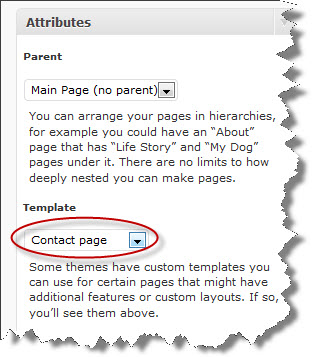 Attributes
Parent
Main Page (no parent)
You can arrange your pages in hierarchies,
for example you could have an “About”
page that has “Life Story” and “My Dog”
pages under it. There are no limits to how
deeply nested you can make pages.
Template
Contact page
Some themes have custom templates you
can use for certain pages that might have
additional features or custom layouts. If so,
you’ll see them above.